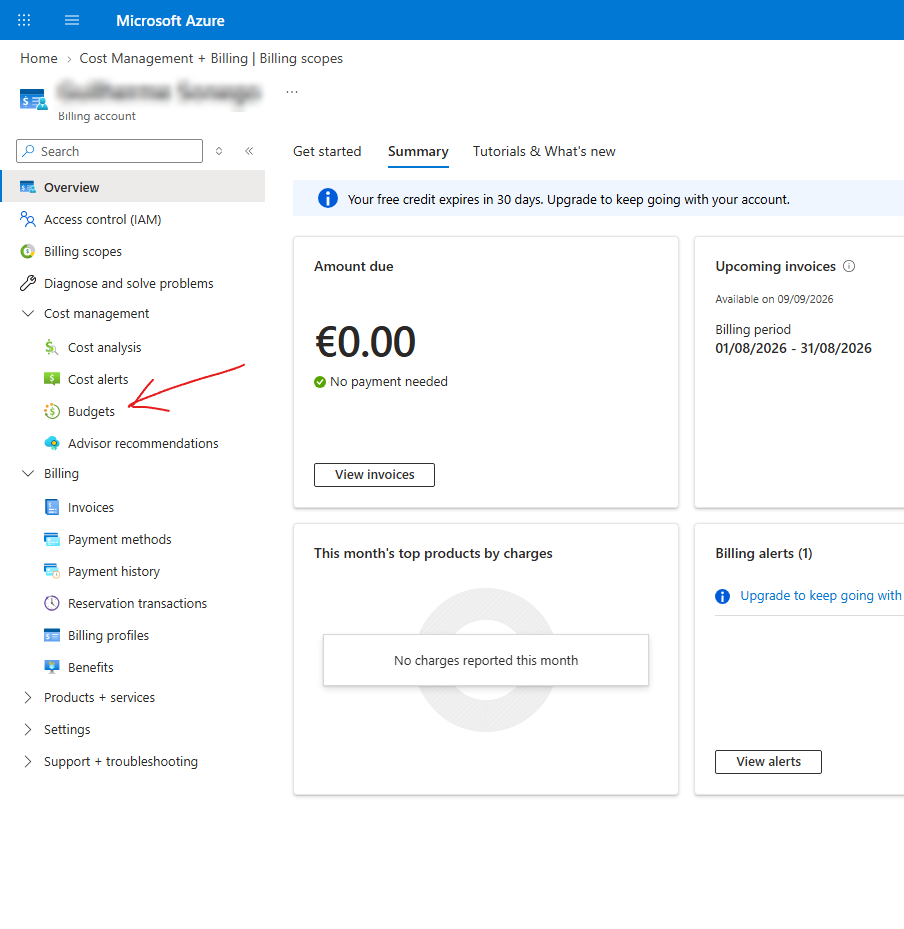 Microsoft Azure
Home > Cost Management + Billing | Billing scopes
...
Billing account
Search
Get started
Summary
Tutorials & What's new
Overview
Access control (IAM)
Billing scopes
Diagnose and solve problems
Cost management
Cost analysis
Cost alerts
Budgets
Advisor recommendations
Billing
Invoices
Payment methods
Payment history
Reservation transactions
Billing profiles
Benefits
Products + services
Settings
Support + troubleshooting
Your free credit expires in 30 days. Upgrade to keep going with your account.
Amount due
€0.00
No payment needed
View invoices
Upcoming invoices
Available on 09/09/2026
Billing period
01/08/2026 - 31/08/2026
This month's top products by charges
No charges reported this month
Billing alerts (1)
Upgrade to keep going with
View alerts